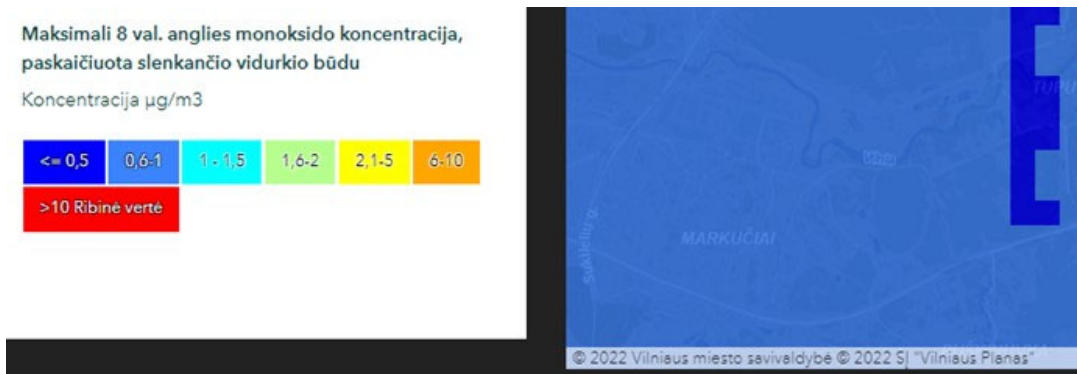 Maksimali 8 val. anglies monoksido koncentracija,
paskaičiuota slenkančio vidurkio būdu
Koncentracija µg/m3
<= 0,5 0,6-1 1 - 1,5 1,6-2 2,1-5 6-10
>10 Ribinė vertė
Vilnia
MARKUČIAI
Sukilėlių g.
© 2022 Vilniaus miesto savivaldybė © 2022 SĮ "Vilniaus Planas"